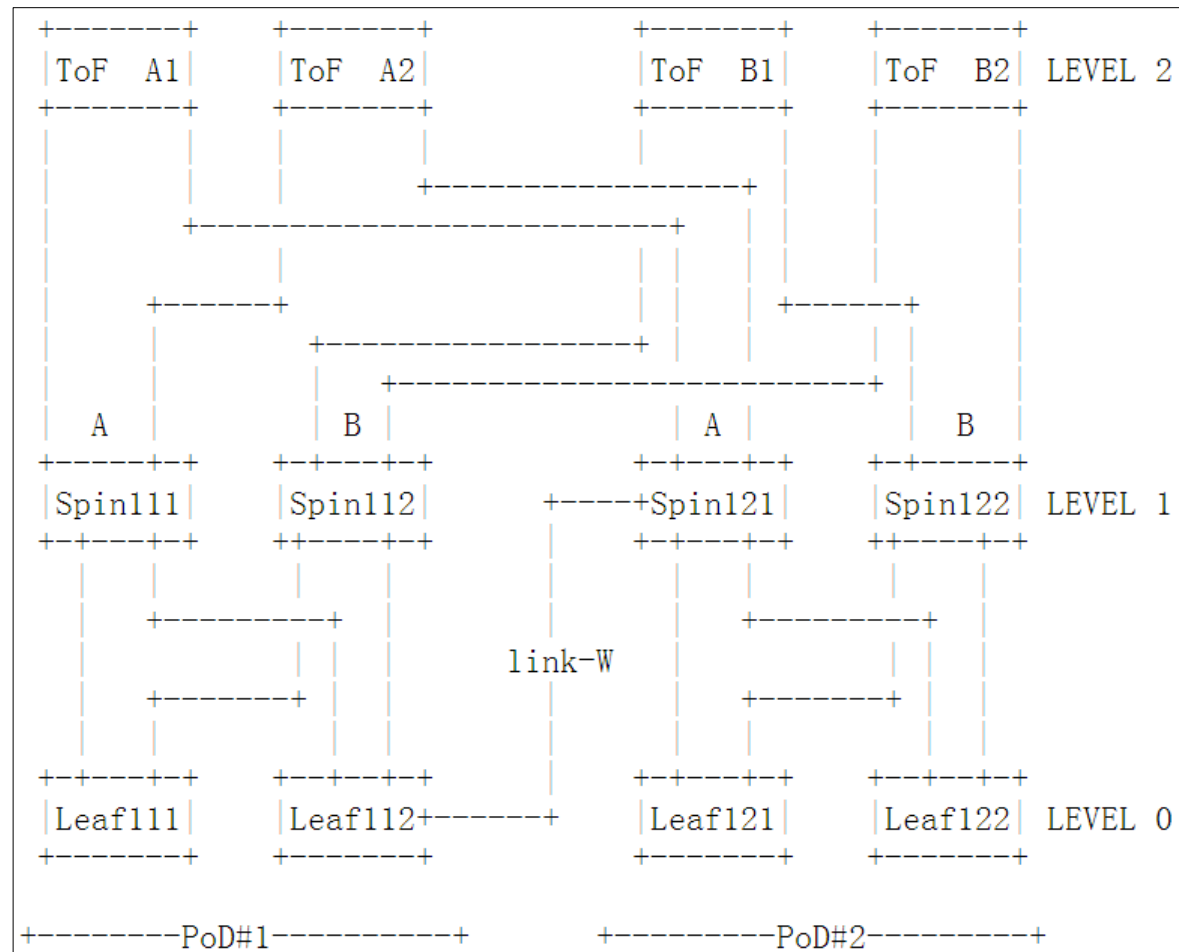 ToF A1 ToF A2 ToF B1 ToF B2 LEVEL 2
A B A B
Spin111 Spin112 Spin121 Spin122 LEVEL 1
link-W
Leaf111 Leaf112 Leaf121 Leaf122 LEVEL 0
PoD#1 PoD#2